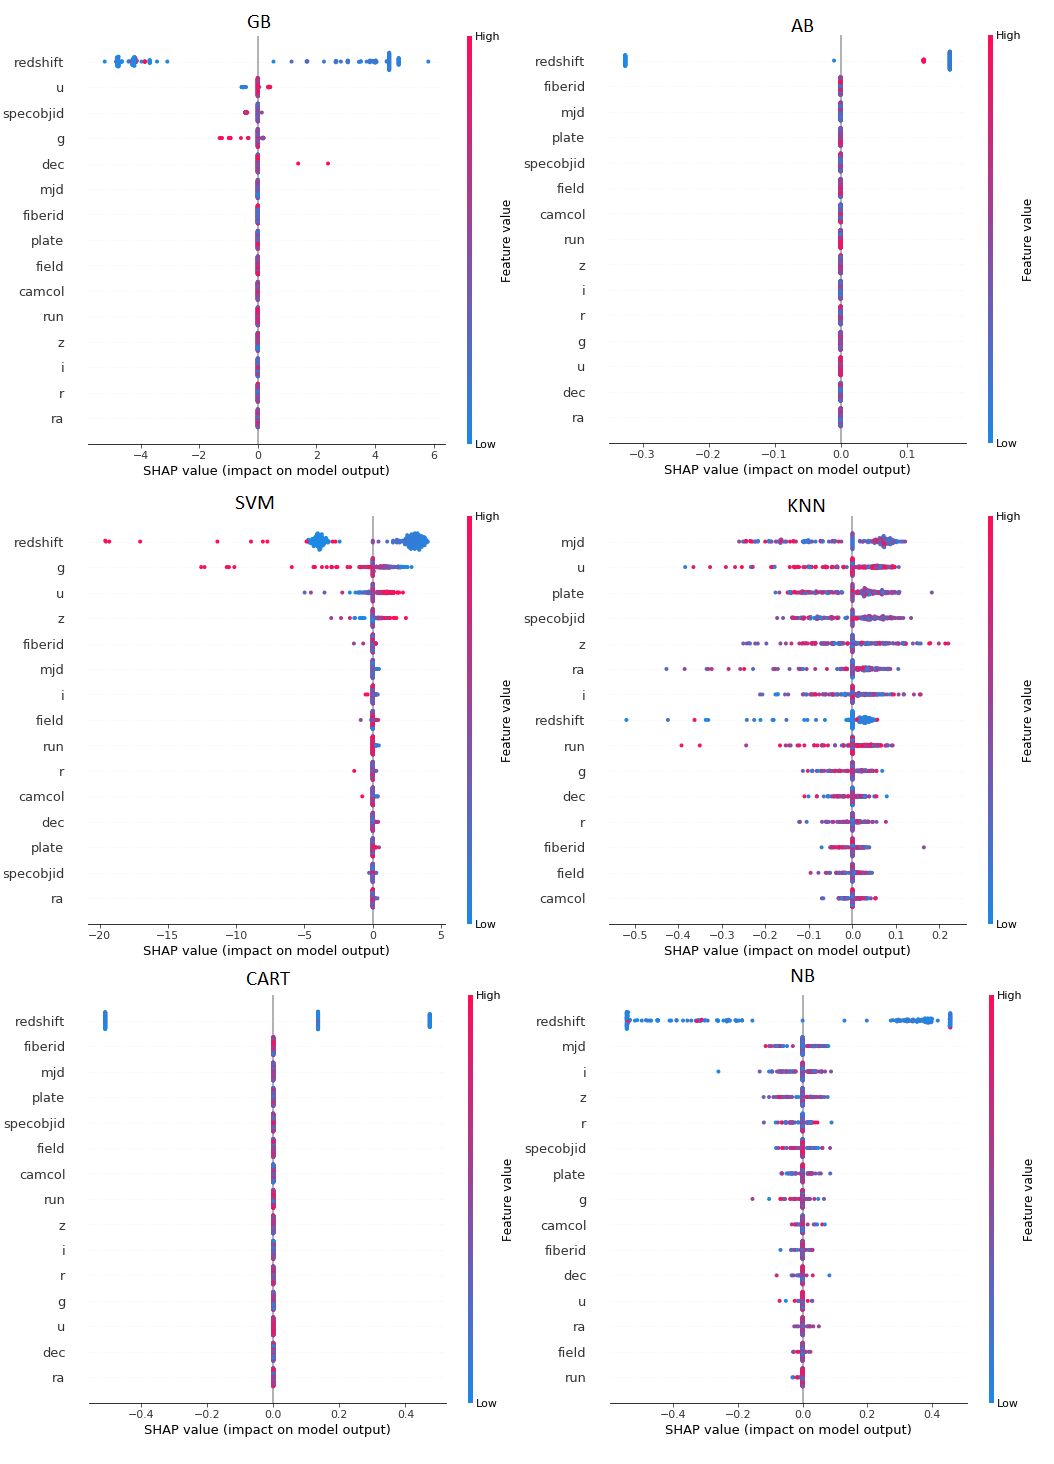 GB
redshift
u
specobjid
g
dec
mjd
fiberid
plate
field
camcol
run
z
i
r
ra
−4 −2 0 2 4 6
SHAP value (impact on model output)
High
Feature value
Low
AB
redshift
fiberid
mjd
plate
specobjid
field
camcol
run
z
i
r
g
u
dec
ra
−0.3 −0.2 −0.1 0.0 0.1
SHAP value (impact on model output)
High
Feature value
Low
SVM
redshift
g
u
z
fiberid
mjd
i
field
run
r
camcol
dec
plate
specobjid
ra
−20 −15 −10 −5 0 5
SHAP value (impact on model output)
High
Feature value
Low
KNN
mjd
u
plate
specobjid
z
ra
i
redshift
run
g
dec
r
fiberid
field
camcol
−0.5 −0.4 −0.3 −0.2 −0.1 0.0 0.1 0.2
SHAP value (impact on model output)
High
Feature value
Low
CART
redshift
fiberid
mjd
plate
specobjid
field
camcol
run
z
i
r
g
u
dec
ra
−0.4 −0.2 0.0 0.2 0.4
SHAP value (impact on model output)
High
Feature value
Low
NB
redshift
mjd
i
z
r
specobjid
plate
g
camcol
fiberid
dec
u
ra
field
run
−0.4 −0.2 0.0 0.2 0.4
SHAP value (impact on model output)
High
Feature value
Low